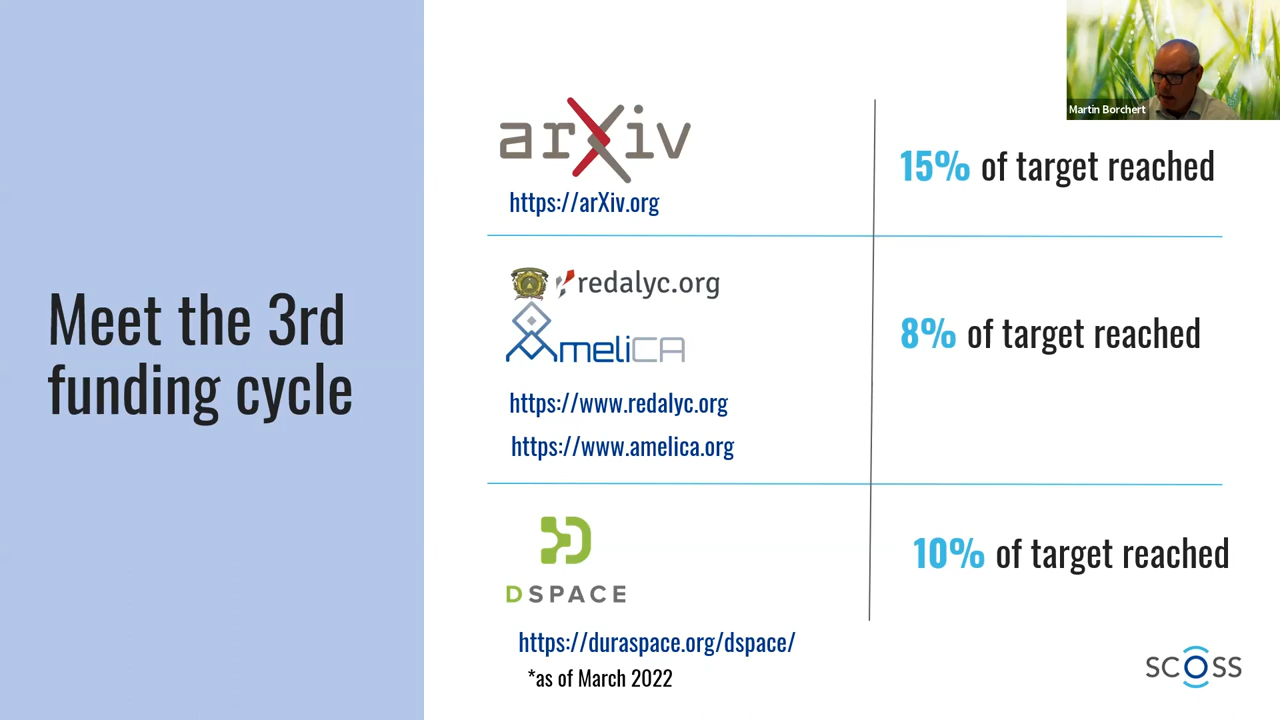 Meet the 3rd
funding cycle
arXiv
https://arXiv.org
15% of target reached
redalyc.org
AmeliCA
https://www.redalyc.org
https://www.amelica.org
8% of target reached
DSPACE
https://duraspace.org/dspace/
*as of March 2022
10% of target reached
Martin Borchert
SCOSS